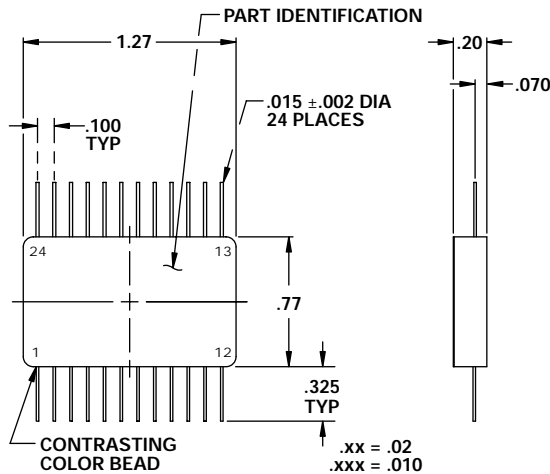 PART IDENTIFICATION
1.27
.20
.070
.015 ±.002 DIA
24 PLACES
.100
TYP
24
13
.77
1
12
.325
TYP
CONTRASTING
COLOR BEAD
.xx = .02
.xxx = .010